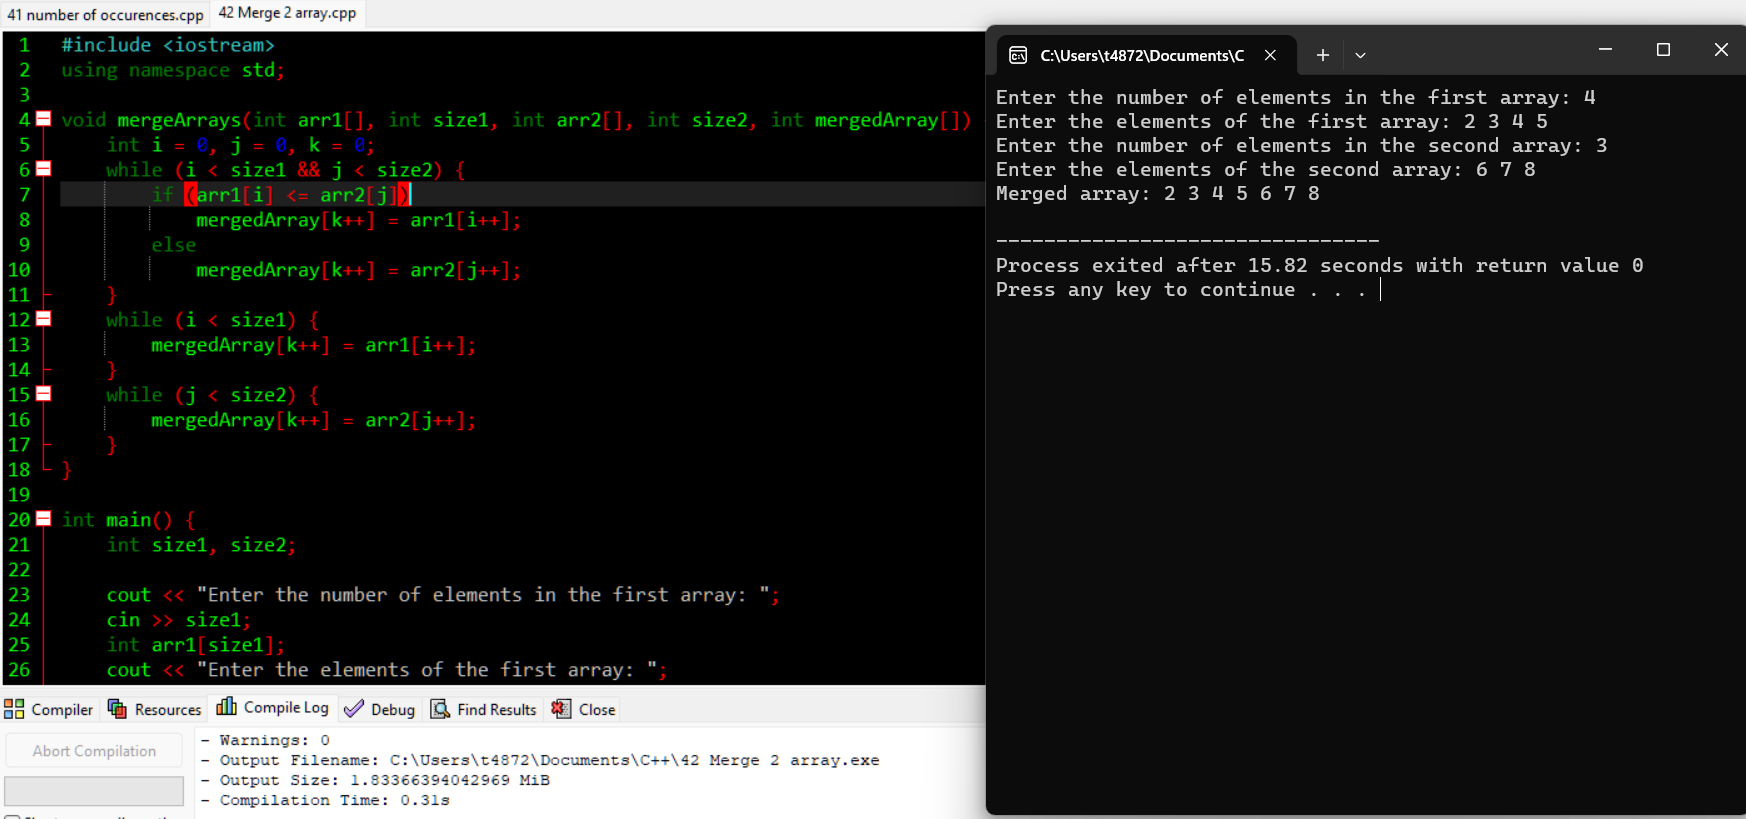 41 number of occurences.cpp 42 Merge 2 array.cpp
1 #include <iostream>
2 using namespace std;
3
4 void mergeArrays(int arr1[], int size1, int arr2[], int size2, int mergedArray[])
5 int i = 0, j = 0, k = 0;
6 while (i < size1 && j < size2) {
7 if (arr1[i] <= arr2[j])
8 mergedArray[k++] = arr1[i++];
9 else
10 mergedArray[k++] = arr2[j++];
11 }
12 while (i < size1) {
13 mergedArray[k++] = arr1[i++];
14 }
15 while (j < size2) {
16 mergedArray[k++] = arr2[j++];
17 }
18 }
19
20 int main() {
21 int size1, size2;
22
23 cout << "Enter the number of elements in the first array: ";
24 cin >> size1;
25 int arr1[size1];
26 cout << "Enter the elements of the first array: ";
Compiler Resources Compile Log Debug Find Results Close
Abort Compilation
- Warnings: 0
- Output Filename: C:\Users\t4872\Documents\C++\42 Merge 2 array.exe
- Output Size: 1.83366394042969 MiB
- Compilation Time: 0.31s
C:\Users\t4872\Documents\C
Enter the number of elements in the first array: 4
Enter the elements of the first array: 2 3 4 5
Enter the number of elements in the second array: 3
Enter the elements of the second array: 6 7 8
Merged array: 2 3 4 5 6 7 8
--------------------------------
Process exited after 15.82 seconds with return value 0
Press any key to continue . . .